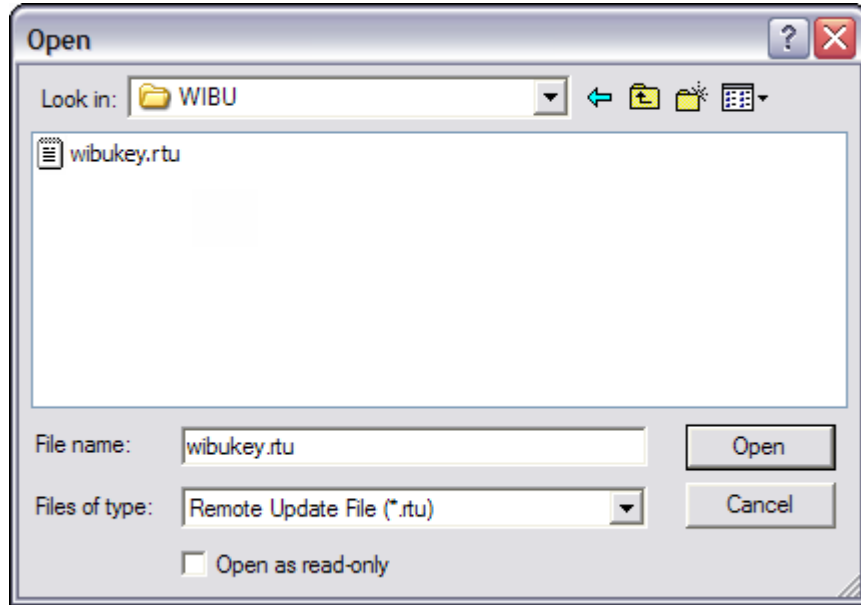 Open
Look in: WIBU
wibukey.rtu
File name: wibukey.rtu Open
Files of type: Remote Update File (*.rtu) Cancel
Open as read-only